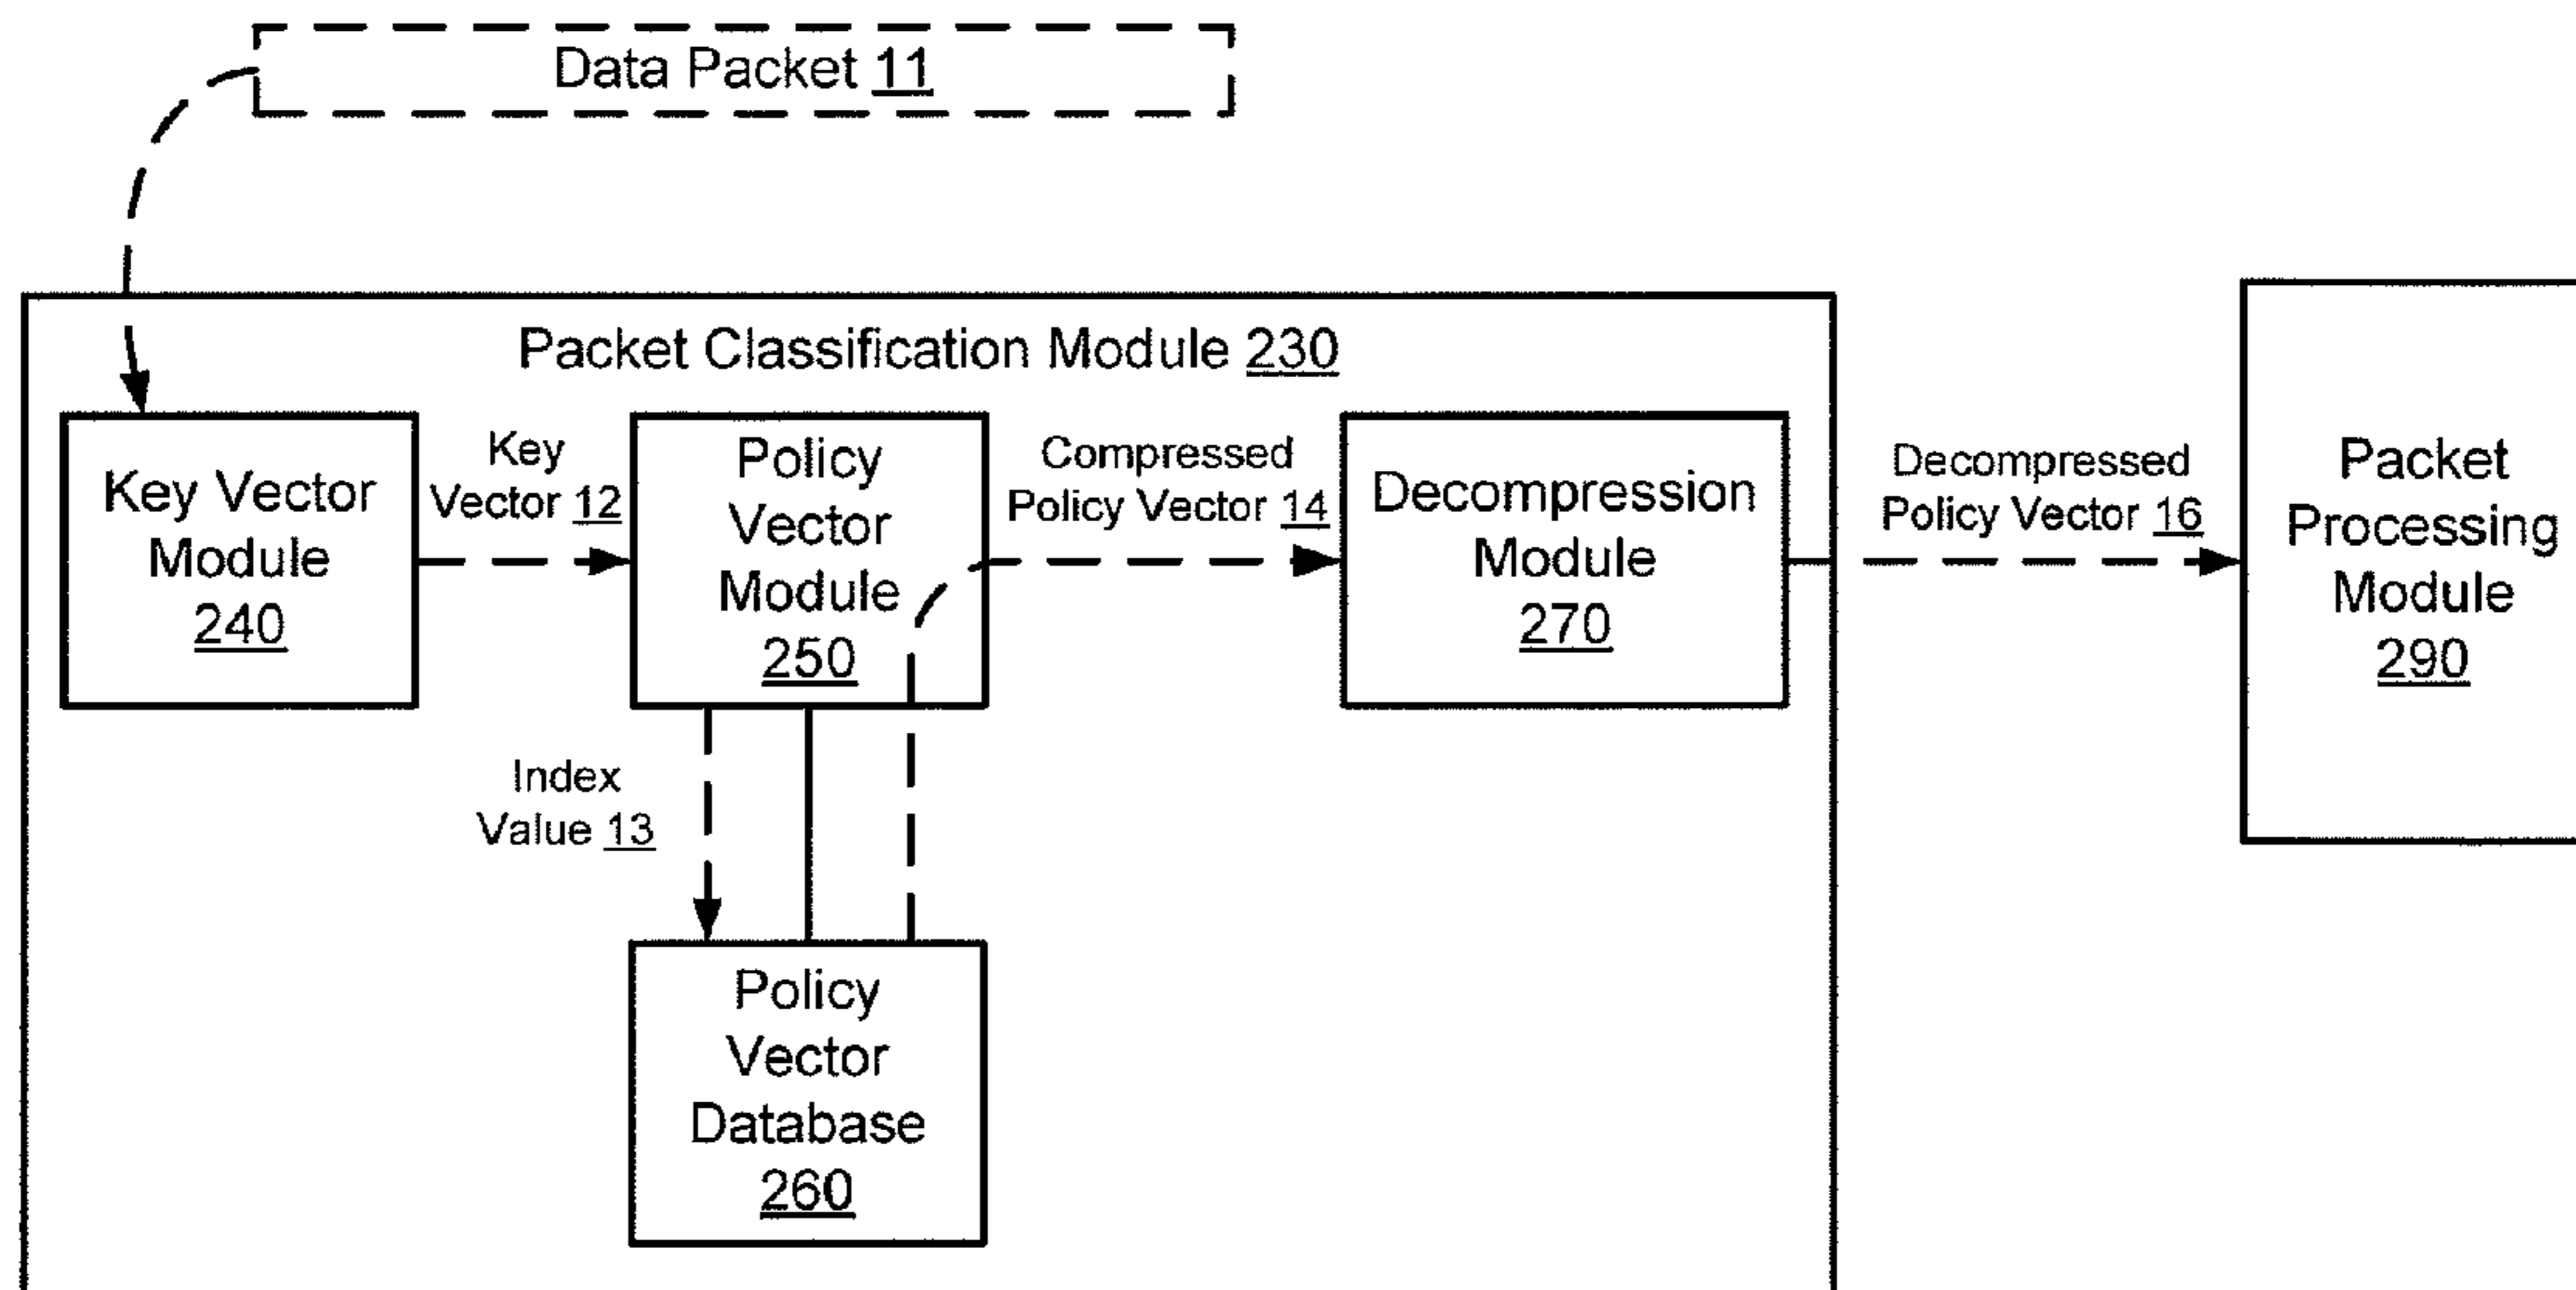 Data Packet 11
Packet Classification Module 230
Key Vector
Module
240
Key
Vector 12
Policy
Vector
Module
250
Compressed
Policy Vector 14
Decompression
Module
270
Decompressed
Policy Vector 16
Packet
Processing
Module
290
Index
Value 13
Policy
Vector
Database
260